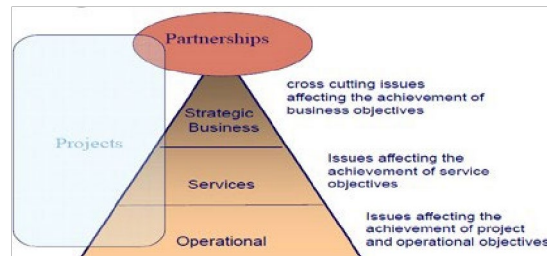 Partnerships
cross cutting issues
affecting the achievement of
business objectives
Strategic
Business
Projects
Issues affecting the
achievement of service
objectives
Services
Issues affecting the
achievement of project
and operational objectives
Operational